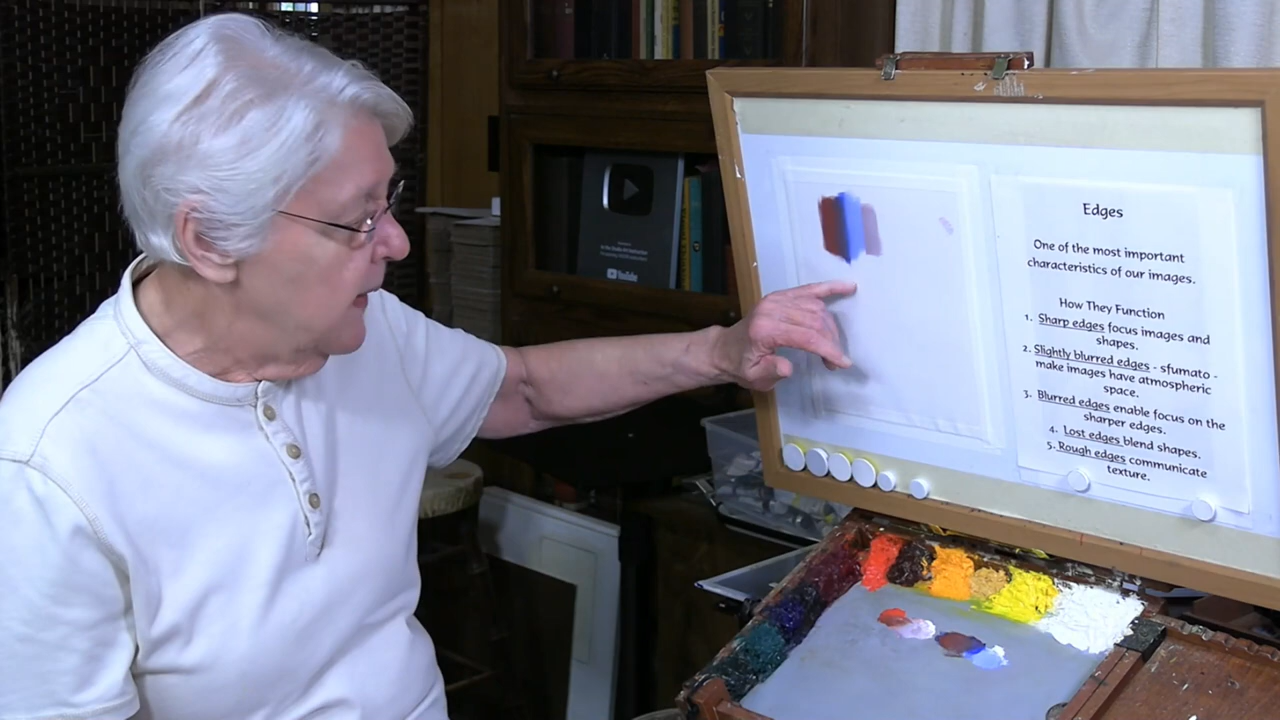 Edges
One of the most important
characteristics of our images.
How They Function
1. Sharp edges focus images and
shapes.
2. Slightly blurred edges - sfumato -
make images have atmospheric
space.
3. Blurred edges enable focus on the
sharper edges.
4. Lost edges blend shapes.
5. Rough edges communicate
texture.
YouTube